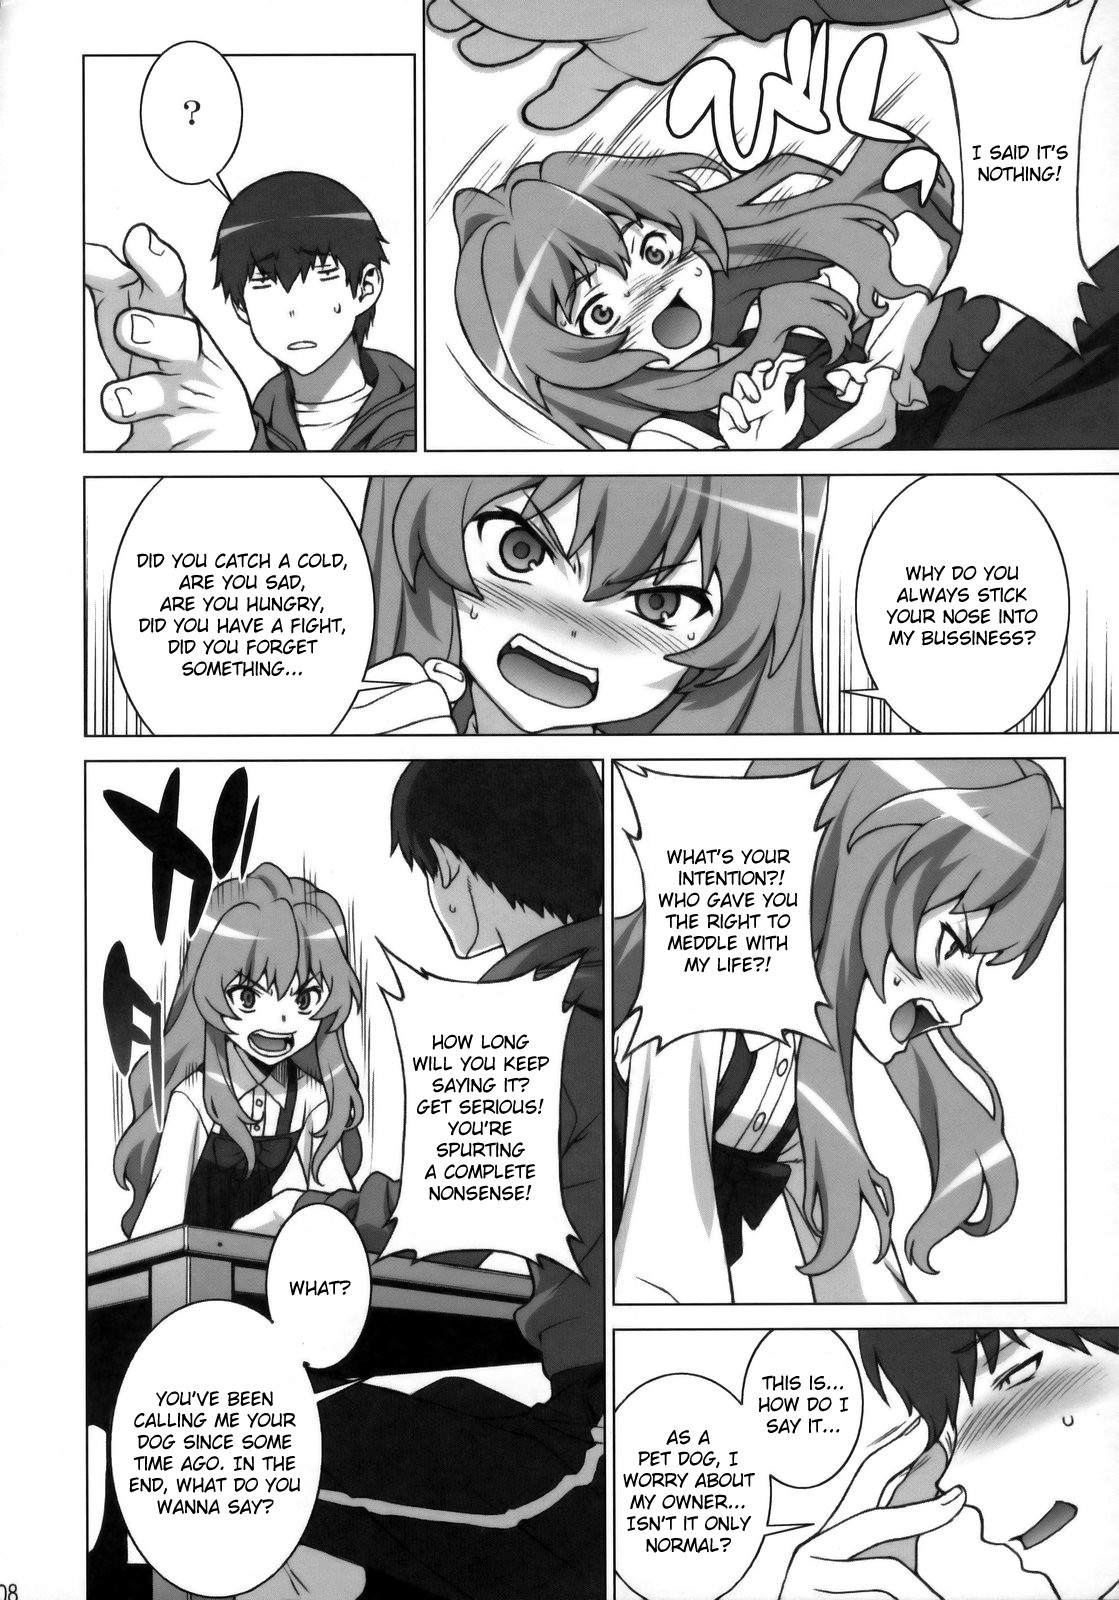 I SAID IT'S
NOTHING!
?
WHY DO YOU
ALWAYS STICK
YOUR NOSE INTO
MY BUSSINESS?
DID YOU CATCH A COLD,
ARE YOU SAD,
ARE YOU HUNGRY,
DID YOU HAVE A FIGHT,
DID YOU FORGET
SOMETHING...
WHAT'S YOUR
INTENTION?!
WHO GAVE YOU
THE RIGHT TO
MEDDLE WITH
MY LIFE?!
HOW LONG
WILL YOU KEEP
SAYING IT?
GET SERIOUS!
YOU'RE
SPURTING
A COMPLETE
NONSENSE!
WHAT?
YOU'VE BEEN
CALLING ME YOUR
DOG SINCE SOME
TIME AGO. IN THE
END, WHAT DO YOU
WANNA SAY?
THIS IS...
HOW DO I
SAY IT...
AS A
PET DOG, I
WORRY ABOUT
MY OWNER...
ISN'T IT ONLY
NORMAL?
08